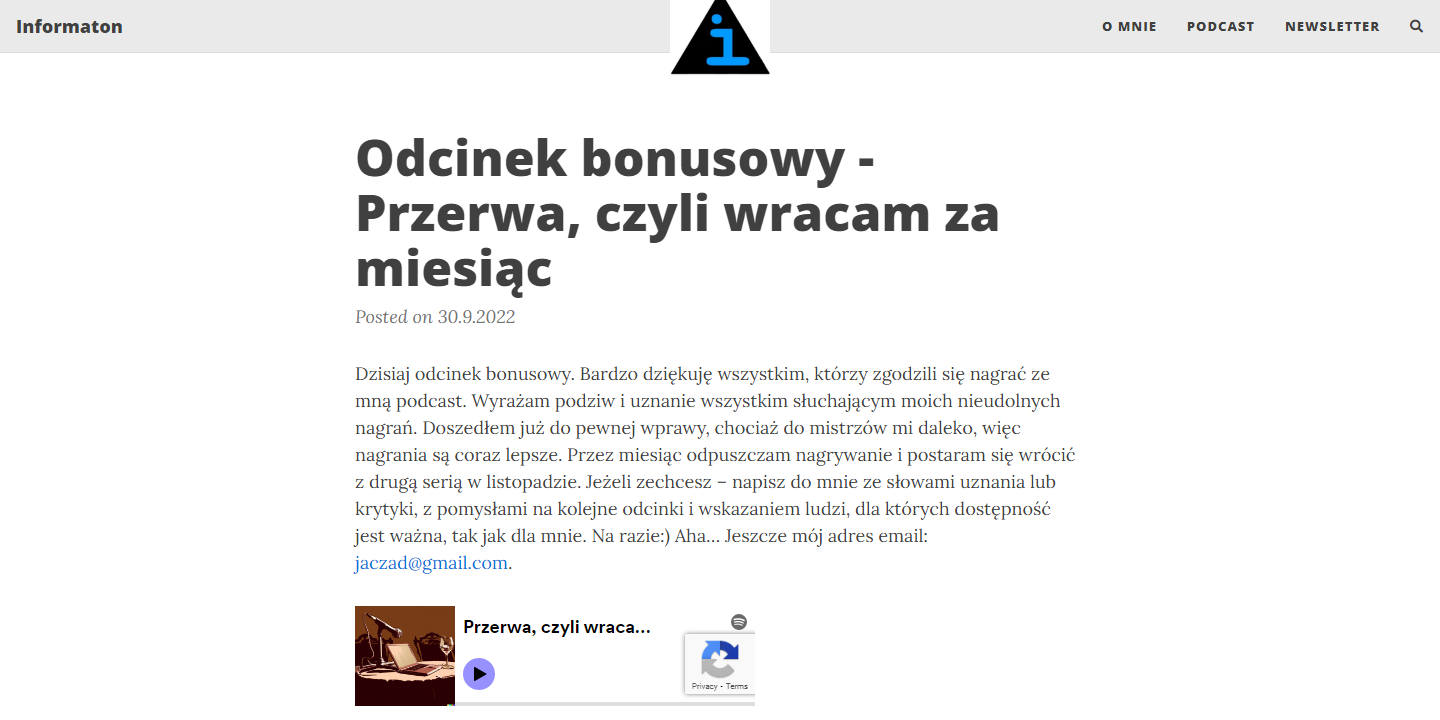 Informaton
i
O MNIE
PODCAST
NEWSLETTER
Odcinek bonusowy -
Przerwa, czyli wracam za
miesiąc
Posted on 30.9.2022
Dzisiaj odcinek bonusowy. Bardzo dziękuję wszystkim, którzy zgodzili się nagrać ze
mną podcast. Wyrażam podziw i uznanie wszystkim słuchającym moich nieudolnych
nagrań. Doszedłem już do pewnej wprawy, chociaż do mistrzów mi daleko, więc
nagrania są coraz lepsze. Przez miesiąc odpuszczam nagrywanie i postaram się wrócić
z drugą serią w listopadzie. Jeżeli zechcesz – napisz do mnie ze słowami uznania lub
krytyki, z pomysłami na kolejne odcinki i wskazaniem ludzi, dla których dostępność
jest ważna, tak jak dla mnie. Na razie:) Aha… Jeszcze mój adres email:
jaczad@gmail.com.
Przerwa, czyli wraca...
Privacy - Terms